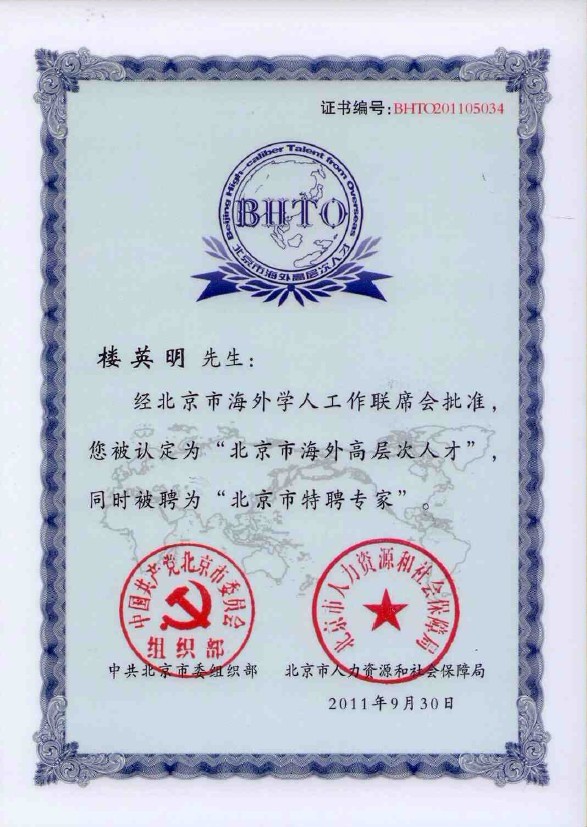 证书编号:BHTO201105034
Beijing High-caliber Talent from Overseas
BHTO
北京市海外高层次人才
楼英明 先生:
经北京市海外学人工作联席会批准,
您被认定为“北京市海外高层次人才”,
同时被聘为“北京市特聘专家”。
中国共产党北京市委员会
组织部
北京市人力资源和社会保障局
中共北京市委组织部 北京市人力资源和社会保障局
2011年9月30日